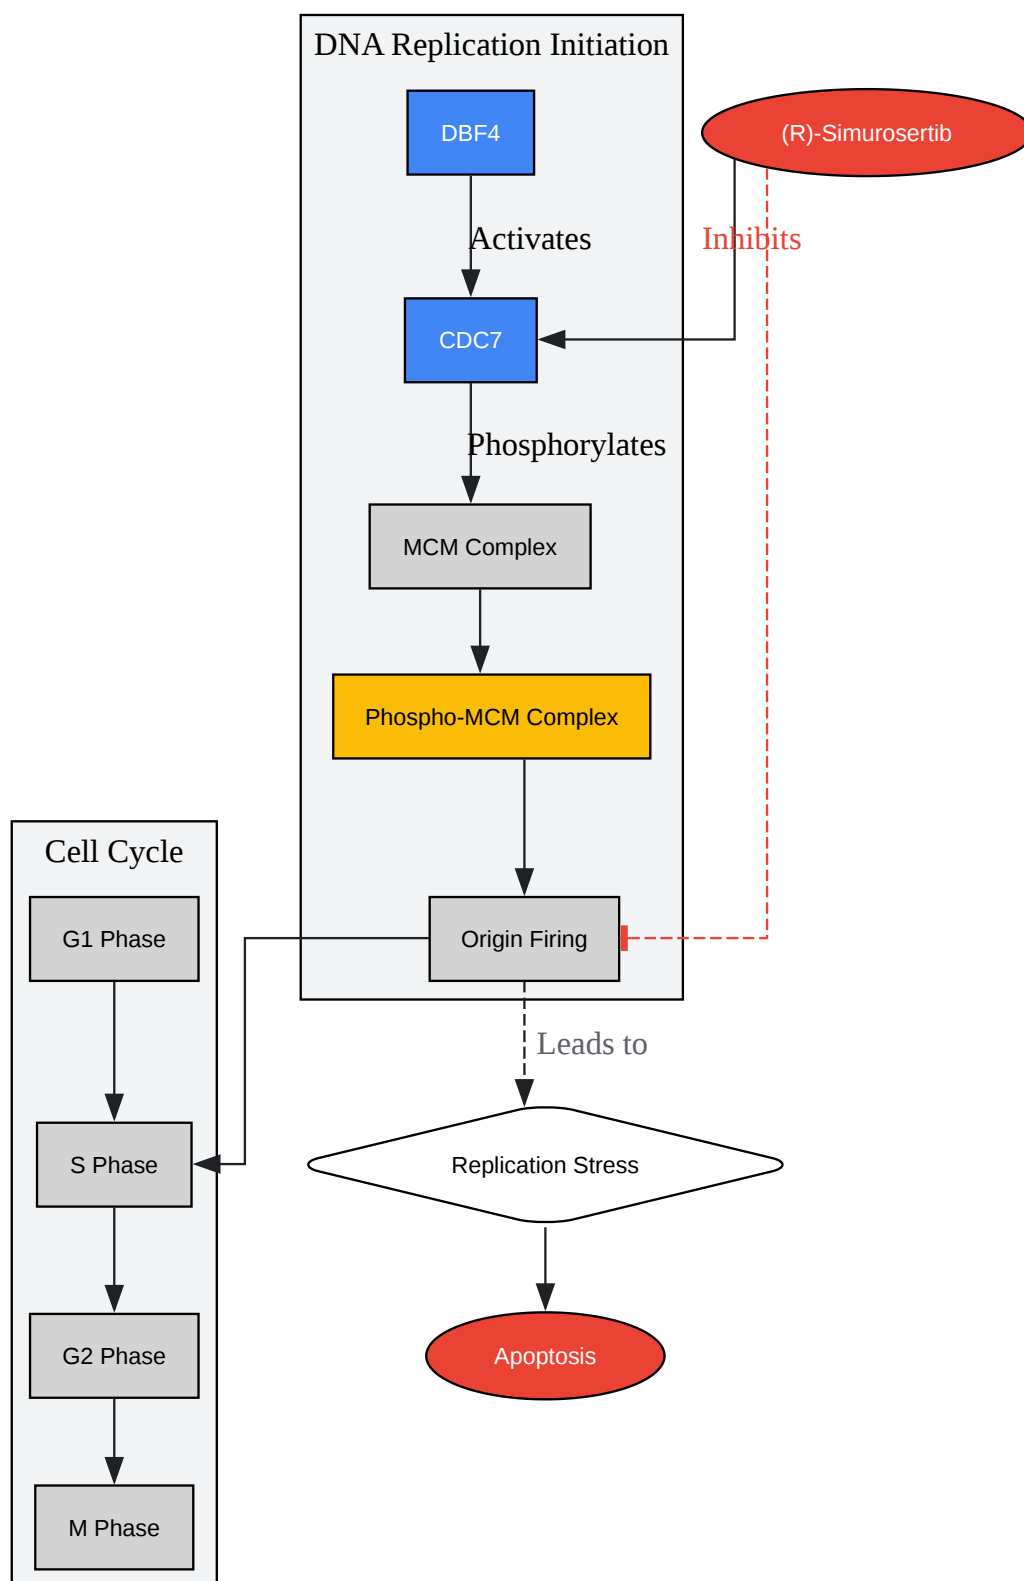 DNA Replication Initiation
DBF4
(R)-Simurosertib
Activates
Inhibits
CDC7
Phosphorylates
MCM Complex
Phospho-MCM Complex
Cell Cycle
G1 Phase
Origin Firing
Leads to
S Phase
Replication Stress
G2 Phase
Apoptosis
M Phase